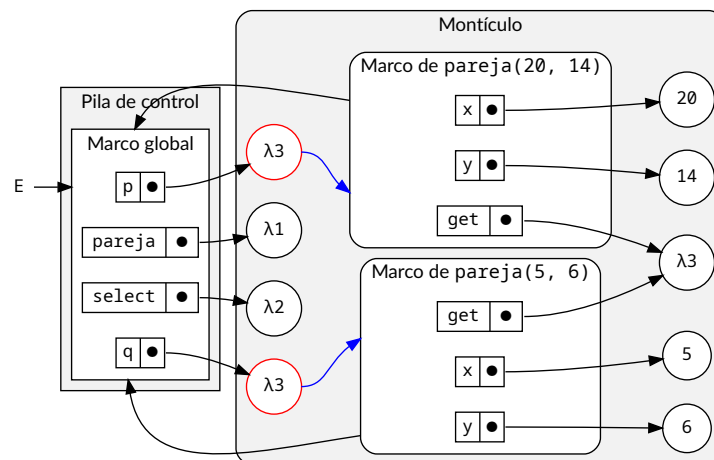 Montículo
Marco de pareja(20, 14)
x
20
y
14
get
Pila de control
Marco global
E
p
λ3
pareja
λ1
select
λ2
q
λ3
λ3
Marco de pareja(5, 6)
get
x
5
y
6